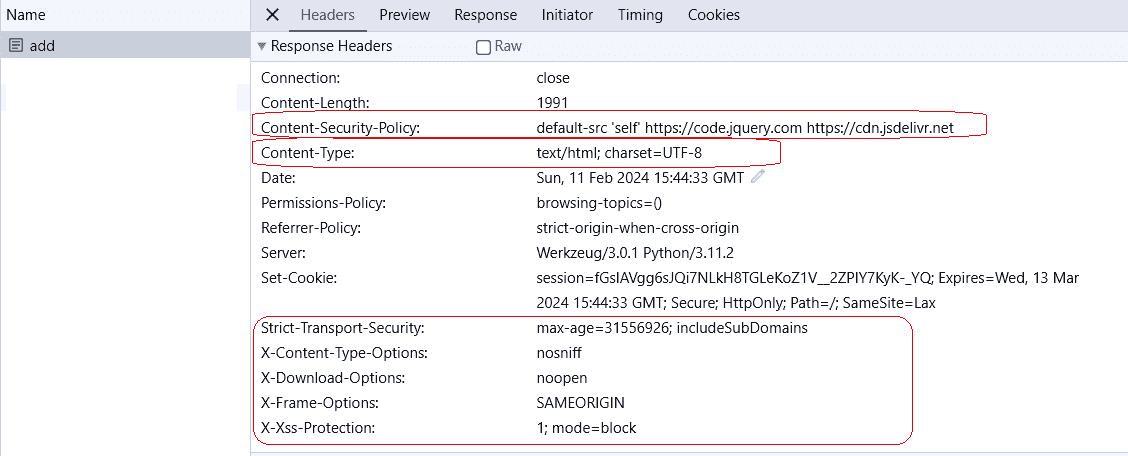 Name
Headers Preview Response Initiator Timing Cookies
add
Response Headers Raw
Connection: close
Content-Length: 1991
Content-Security-Policy: default-src 'self' https://code.jquery.com https://cdn.jsdelivr.net
Content-Type: text/html; charset=UTF-8
Date: Sun, 11 Feb 2024 15:44:33 GMT
Permissions-Policy: browsing-topics=()
Referrer-Policy: strict-origin-when-cross-origin
Server: Werkzeug/3.0.1 Python/3.11.2
Set-Cookie: session=fGsIAVgg6sJQi7NLkH8TGLeKoZ1V__2ZPIY7KyK-_YQ; Expires=Wed, 13 Mar
2024 15:44:33 GMT; Secure; HttpOnly; Path=/; SameSite=Lax
Strict-Transport-Security: max-age=31556926; includeSubDomains
X-Content-Type-Options: nosniff
X-Download-Options: noopen
X-Frame-Options: SAMEORIGIN
X-Xss-Protection: 1; mode=block